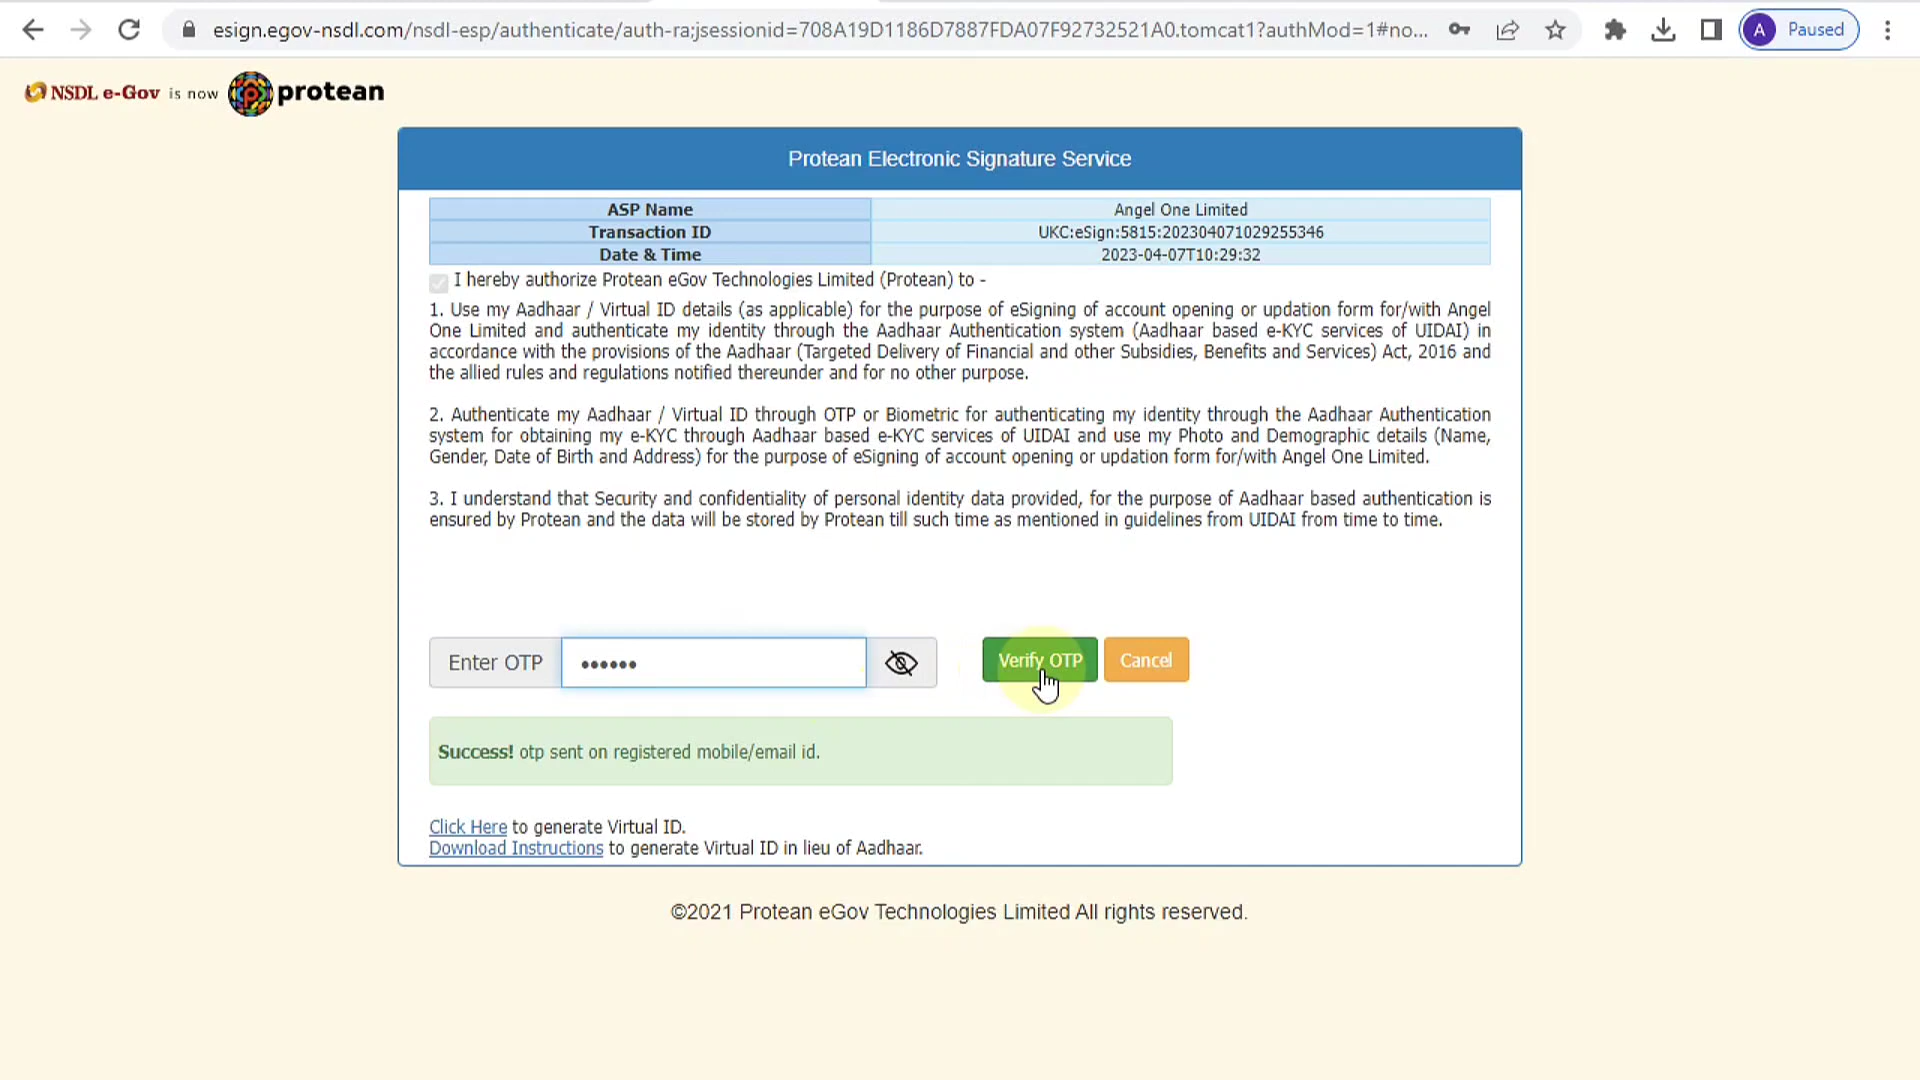 esign.egov-nsdl.com/nsdl-esp/authenticate/auth-ra;jsessionid=708A19D1186D7887FDA07F92732521A0.tomcat1?authMod=1#no...
A Paused
NSDL e-Gov is now protean
Protean Electronic Signature Service
ASP Name Angel One Limited
Transaction ID UKC:eSign:5815:202304071029255346
Date & Time 2023-04-07T10:29:32
I hereby authorize Protean eGov Technologies Limited (Protean) to -
1. Use my Aadhaar / Virtual ID details (as applicable) for the purpose of eSigning of account opening or updation form for/with Angel
One Limited and authenticate my identity through the Aadhaar Authentication system (Aadhaar based e-KYC services of UIDAI) in
accordance with the provisions of the Aadhaar (Targeted Delivery of Financial and other Subsidies, Benefits and Services) Act, 2016 and
the allied rules and regulations notified thereunder and for no other purpose.
2. Authenticate my Aadhaar / Virtual ID through OTP or Biometric for authenticating my identity through the Aadhaar Authentication
system for obtaining my e-KYC through Aadhaar based e-KYC services of UIDAI and use my Photo and Demographic details (Name,
Gender, Date of Birth and Address) for the purpose of eSigning of account opening or updation form for/with Angel One Limited.
3. I understand that Security and confidentiality of personal identity data provided, for the purpose of Aadhaar based authentication is
ensured by Protean and the data will be stored by Protean till such time as mentioned in guidelines from UIDAI from time to time.
Enter OTP •••••• Verify OTP Cancel
Success! otp sent on registered mobile/email id.
Click Here to generate Virtual ID.
Download Instructions to generate Virtual ID in lieu of Aadhaar.
©2021 Protean eGov Technologies Limited All rights reserved.